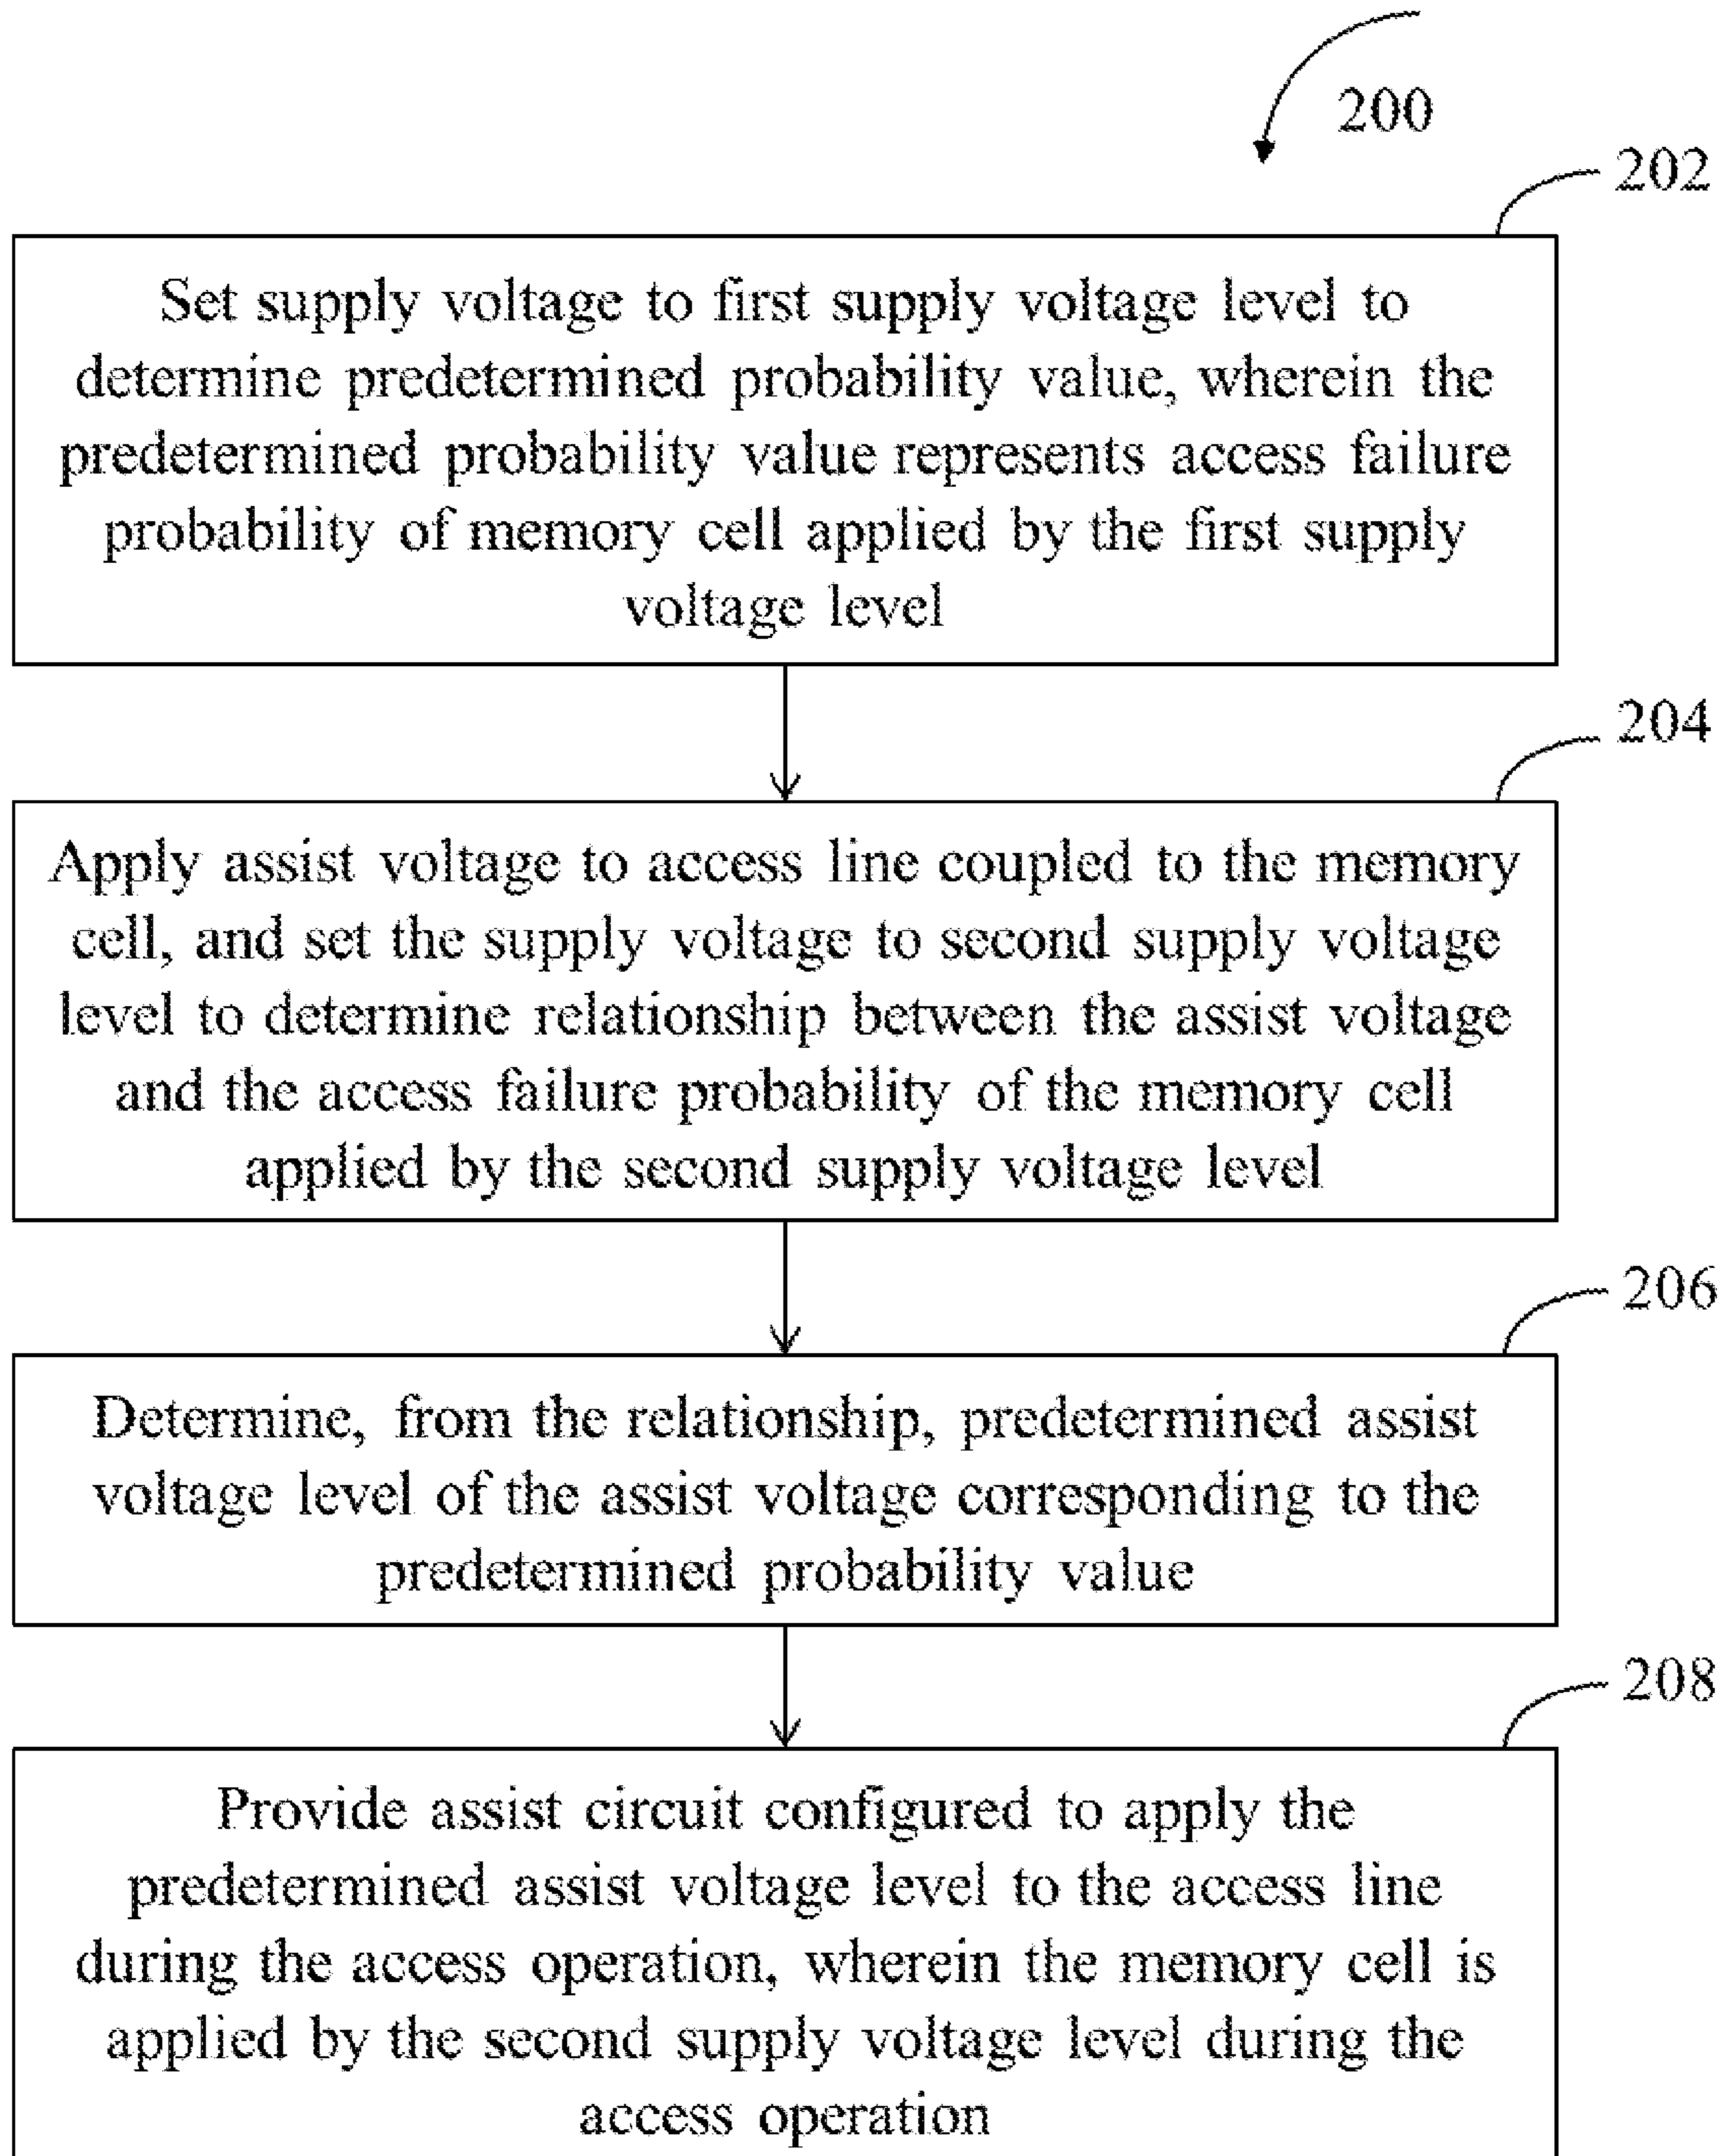 200
202
Set supply voltage to first supply voltage level to
determine predetermined probability value, wherein the
predetermined probability value represents access failure
probability of memory cell applied by the first supply
voltage level
204
Apply assist voltage to access line coupled to the memory
cell, and set the supply voltage to second supply voltage
level to determine relationship between the assist voltage
and the access failure probability of the memory cell
applied by the second supply voltage level
206
Determine, from the relationship, predetermined assist
voltage level of the assist voltage corresponding to the
predetermined probability value
208
Provide assist circuit configured to apply the
predetermined assist voltage level to the access line
during the access operation, wherein the memory cell is
applied by the second supply voltage level during the
access operation